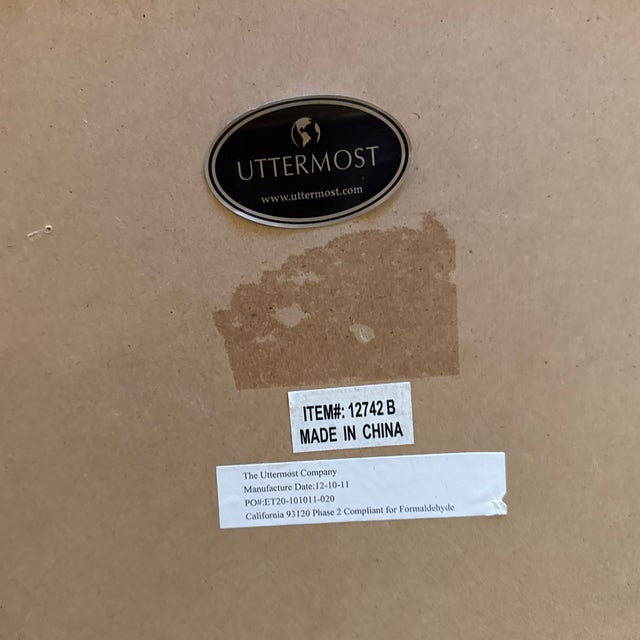 UTTERMOST
www.uttermost.com
ITEM#: 12742 B
MADE IN CHINA
The Uttermost Company
Manufacture Date:12-10-11
PO#:ET20-101011-020
California 93120 Phase 2 Compliant for Formaldehyde